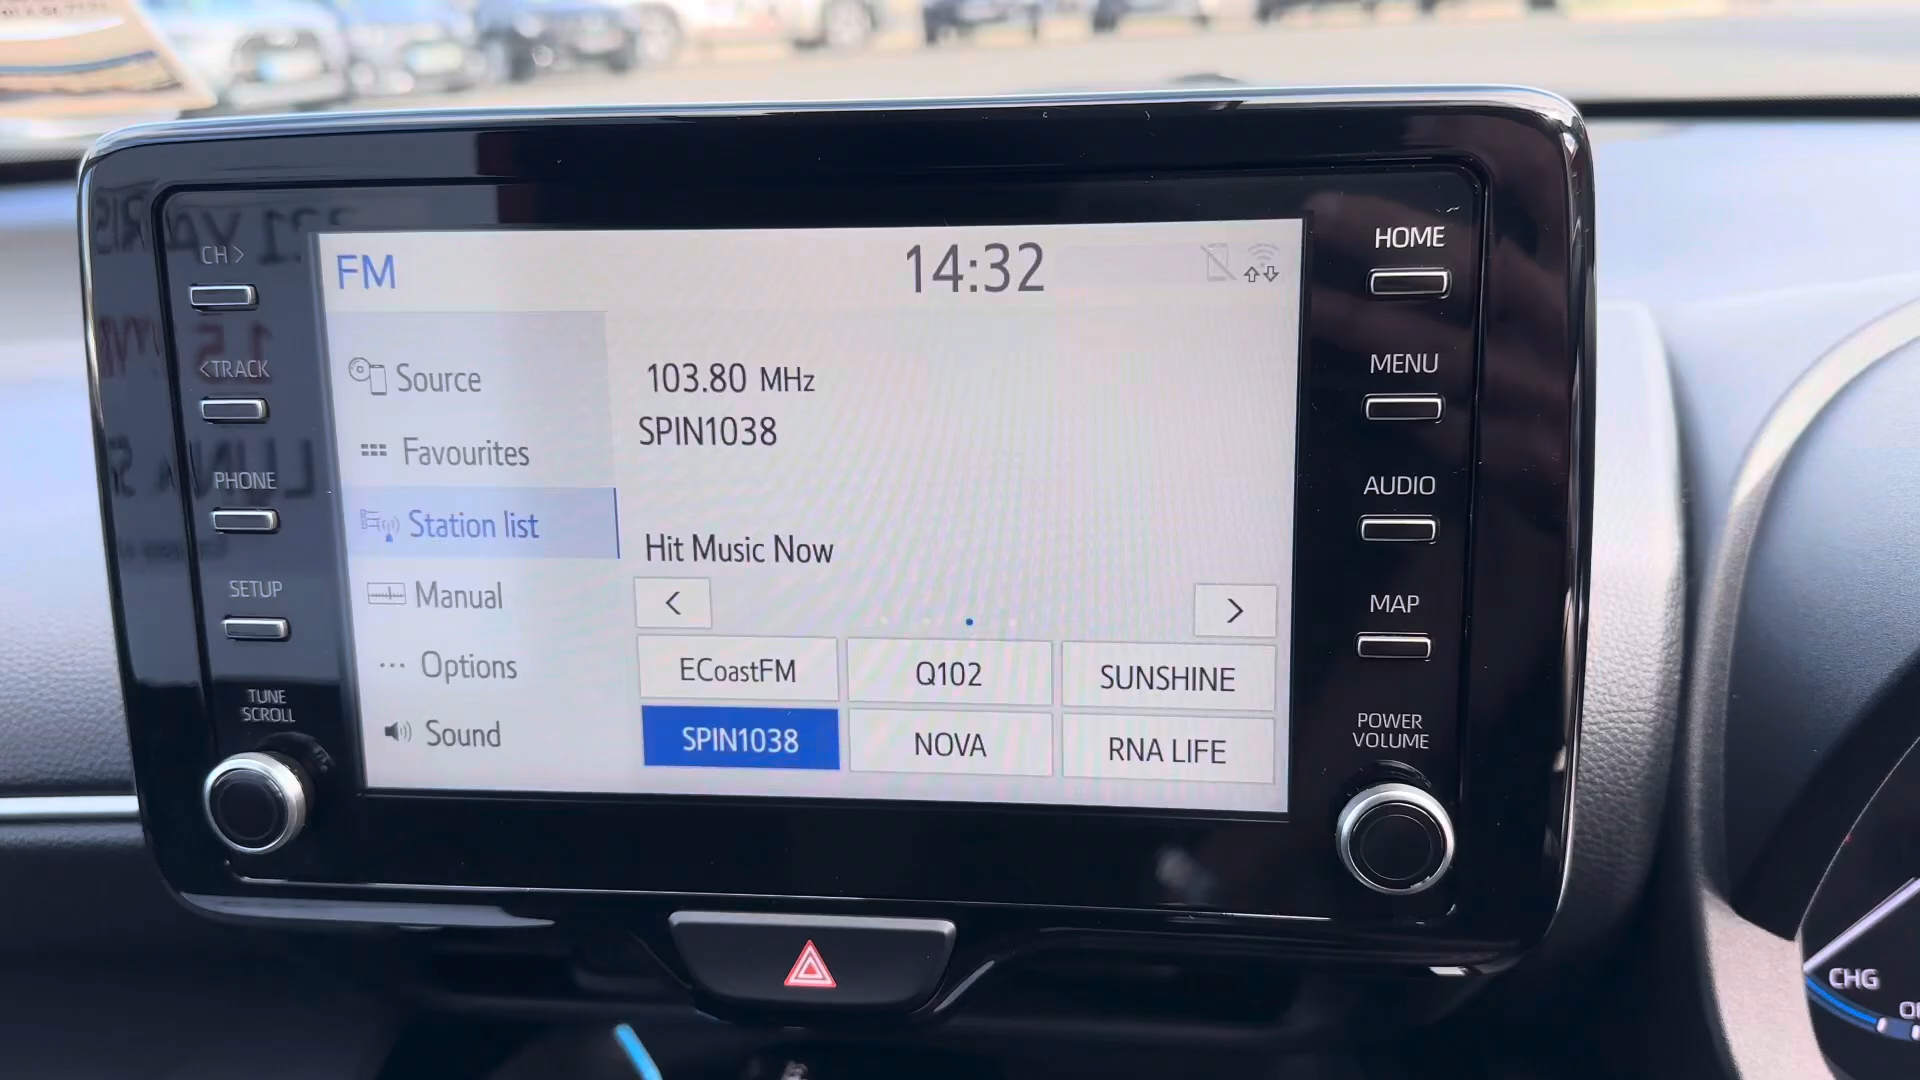 FM
14:32
CH >
<TRACK
PHONE
SETUP
TUNE
SCROLL
Source
Favourites
Station list
Manual
Options
Sound
103.80 MHz
SPIN1038
Hit Music Now
<
>
ECoastFM
Q102
SUNSHINE
SPIN1038
NOVA
RNA LIFE
HOME
MENU
AUDIO
MAP
POWER
VOLUME
CHG